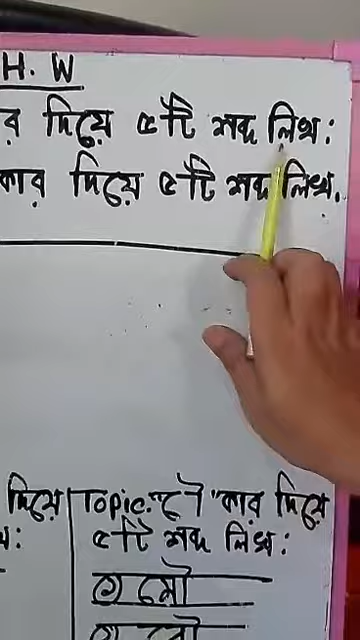 H. W
র দিয়ে ৫টি শব্দ লিখ:
কার দিয়ে ৫টি শব্দ লিখ.
দিয়ে
Topic: "ৌ" কার দিয়ে
৫টি শব্দ লিখ: